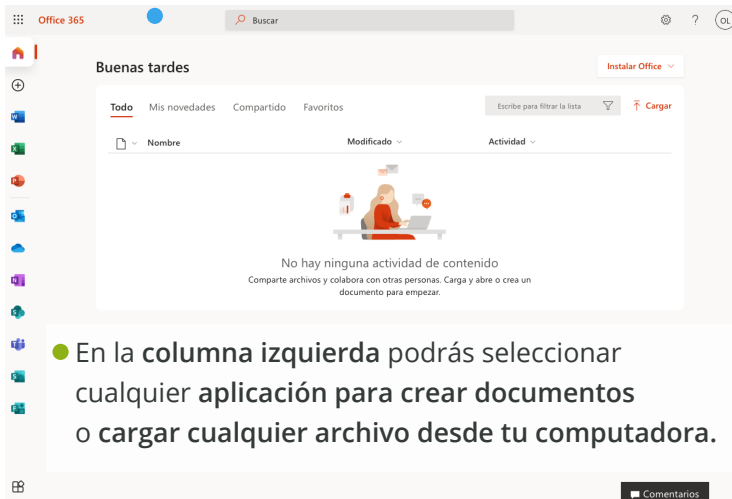 Office 365
Buscar
?
OL
Buenas tardes
Instalar Office
Todo Mis novedades Compartido Favoritos
Escribe para filtrar la lista
Cargar
Nombre Modificado Actividad
No hay ninguna actividad de contenido
Comparte archivos y colabora con otras personas. Carga y abre o crea un
documento para empezar.
En la columna izquierda podrás seleccionar
cualquier aplicación para crear documentos
o cargar cualquier archivo desde tu computadora.
Comentarios